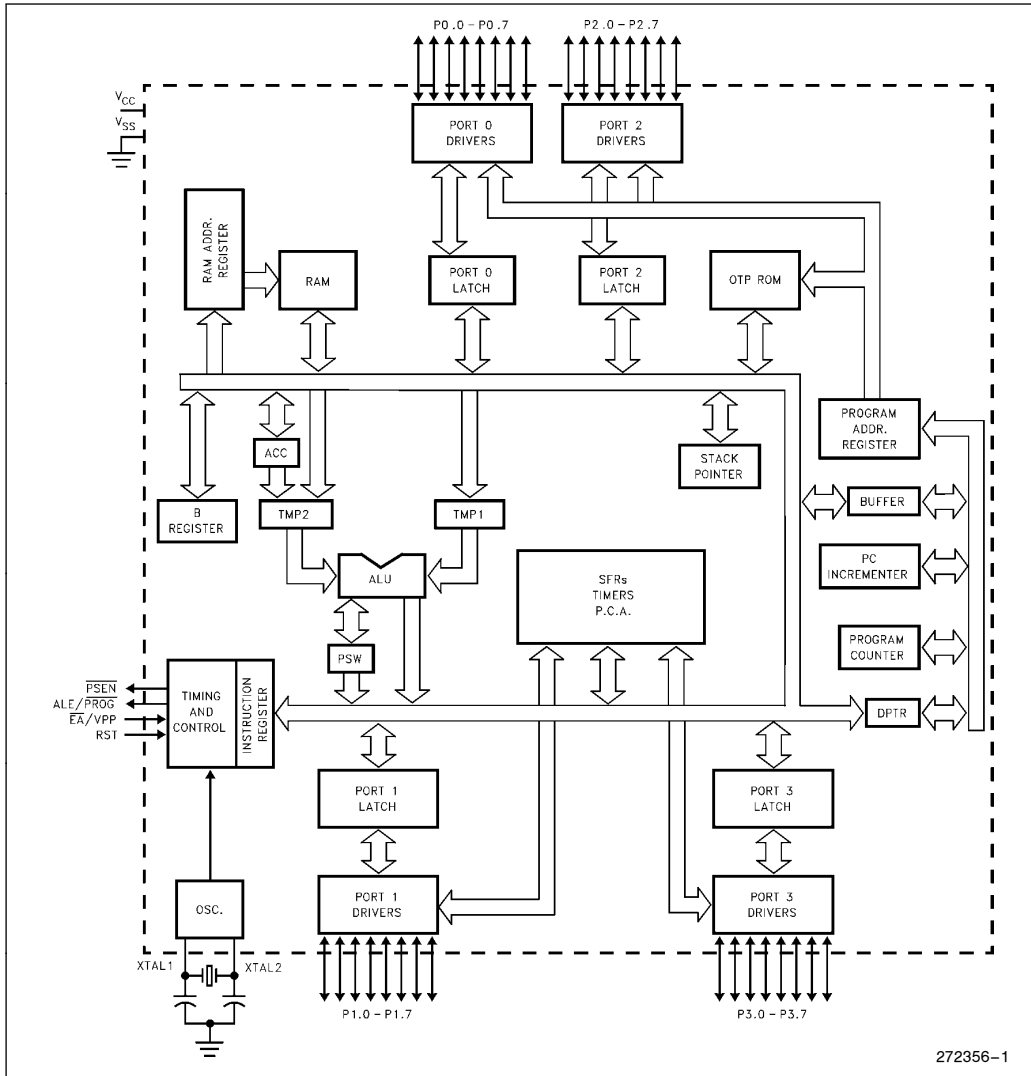 P0.0 – P0.7
P2.0 – P2.7
VCC
VSS
PORT 0
DRIVERS
PORT 2
DRIVERS
RAM ADDR.
REGISTER
RAM
PORT 0
LATCH
PORT 2
LATCH
OTP ROM
PROGRAM
ADDR.
REGISTER
ACC
STACK
POINTER
B
REGISTER
TMP2
TMP1
BUFFER
ALU
SFRs
TIMERS
P.C.A.
PC
INCREMENTER
PSW
PROGRAM
COUNTER
PSEN
ALE/PROG
EA/VPP
RST
TIMING
AND
CONTROL
INSTRUCTION
REGISTER
DPTR
PORT 1
LATCH
PORT 3
LATCH
OSC.
PORT 1
DRIVERS
PORT 3
DRIVERS
XTAL1
XTAL2
P1.0 – P1.7
P3.0 – P3.7
272356–1